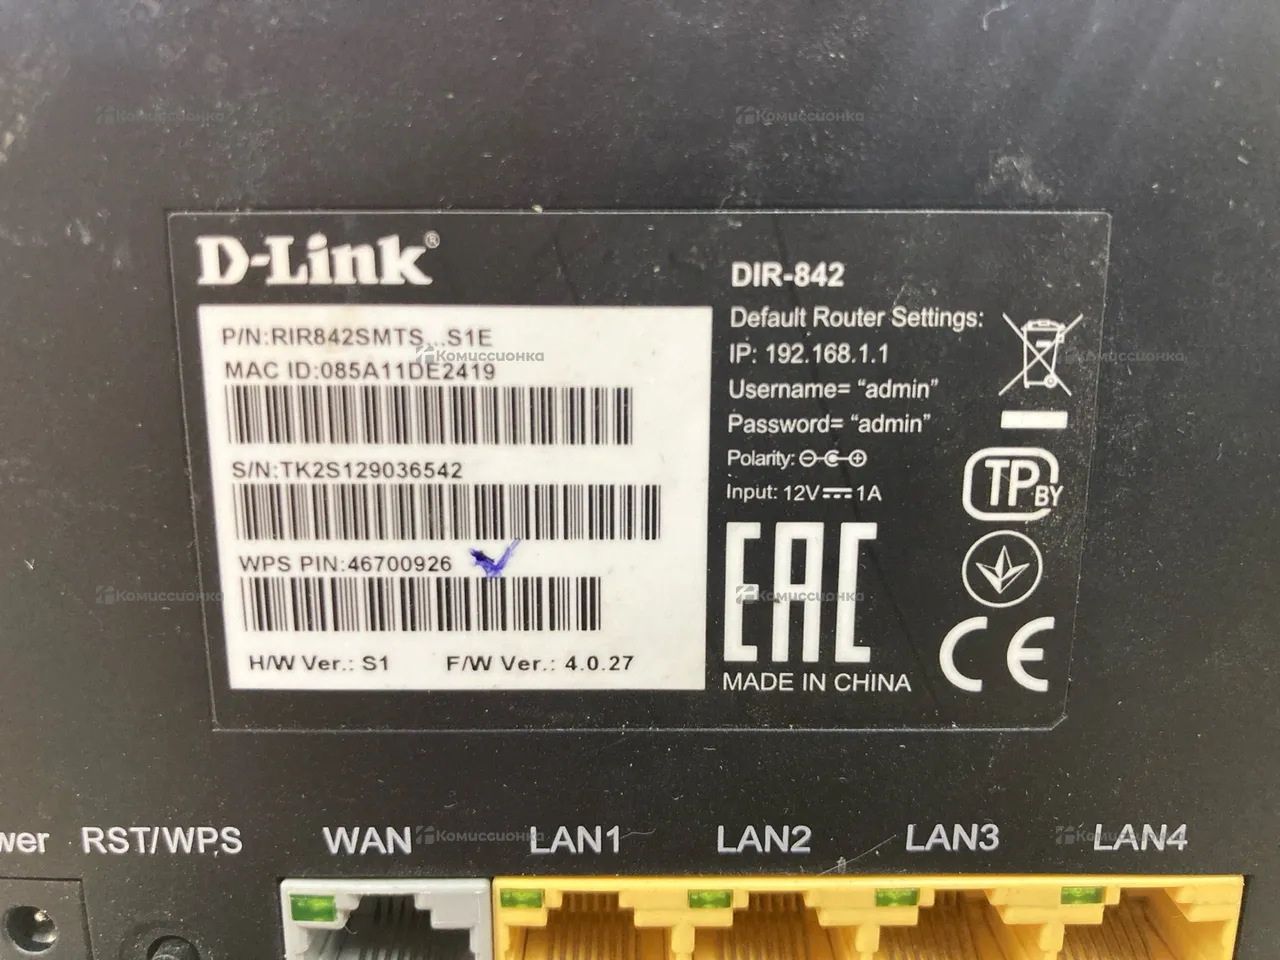 D-Link®
P/N:RIR842SMTS...S1E
MAC ID:085A11DE2419
S/N:TK2S129036542
WPS PIN:46700926
H/W Ver.: S1 F/W Ver.: 4.0.27
DIR-842
Default Router Settings:
IP: 192.168.1.1
Username= “admin”
Password= “admin”
Polarity:
Input: 12V 1A
TP BY
EAC
CE
MADE IN CHINA
wer RST/WPS WAN LAN1 LAN2 LAN3 LAN4
Комиссионка
Комиссионка
Комиссионка
Комиссионка
Комиссионка
Комиссионка
Комиссионка
Комиссионка